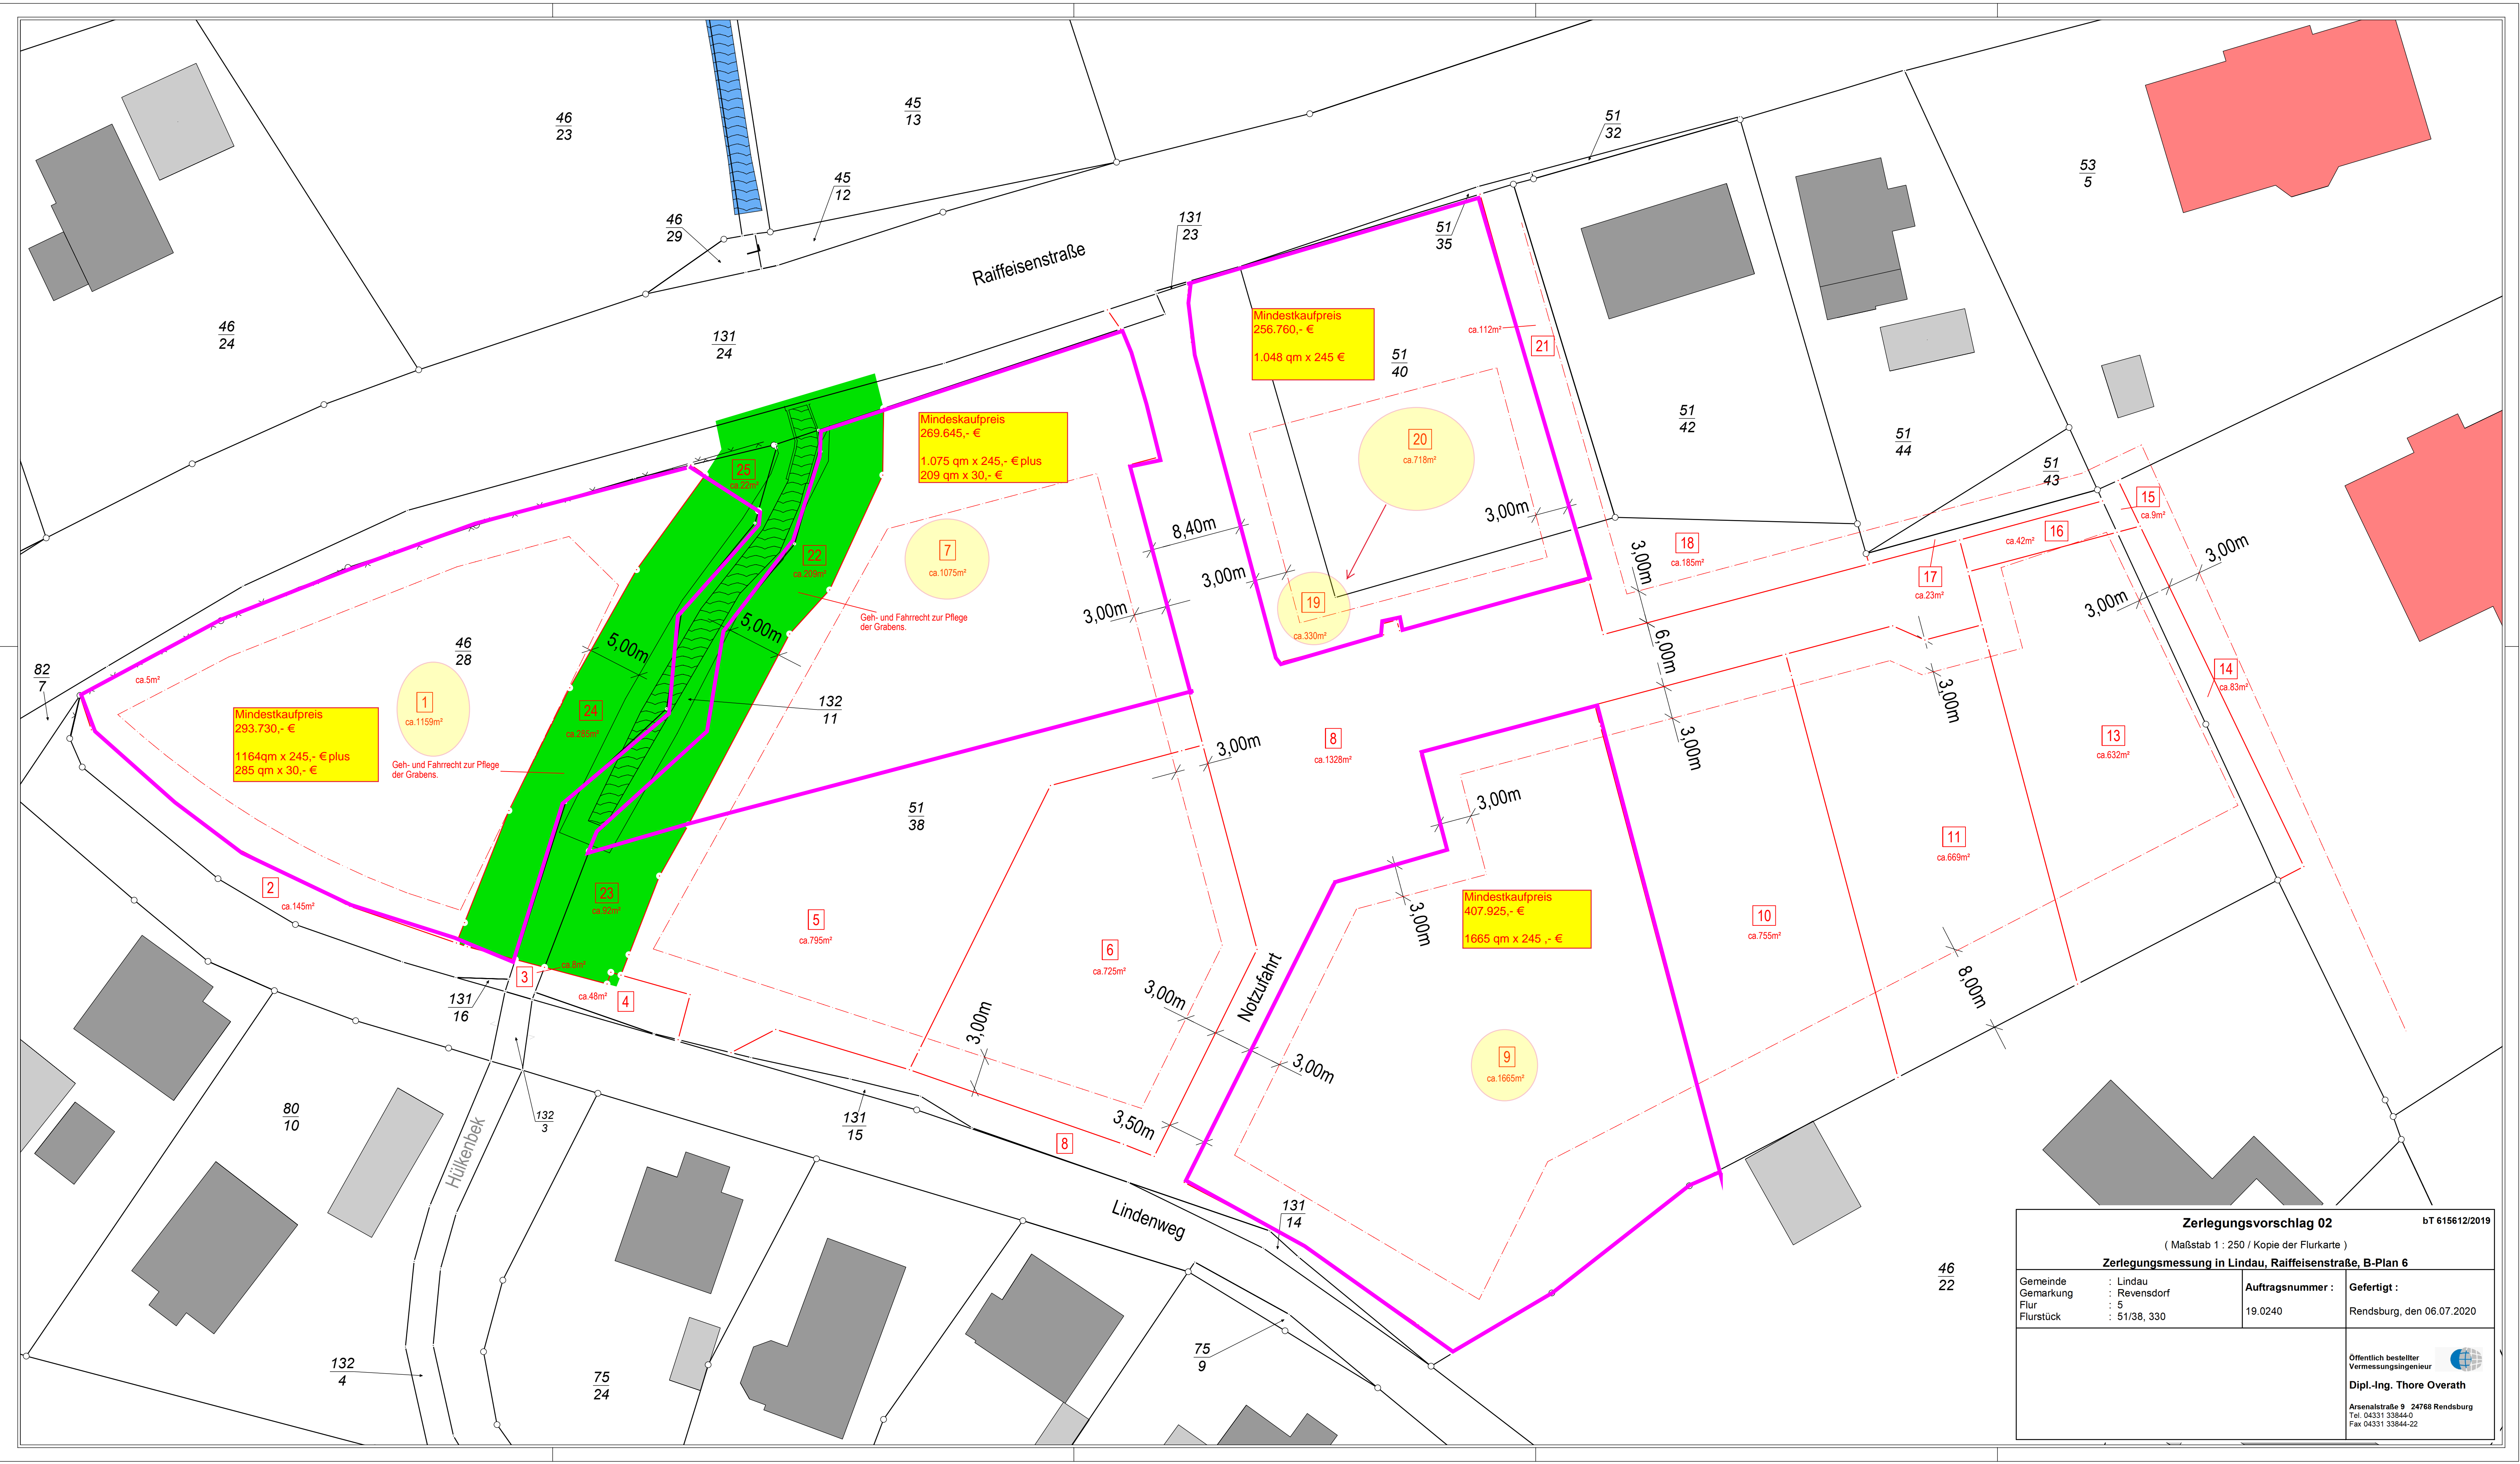 46
23
45
13
45
12
46
29
51
32
53
5
131
23
51
35
Raiffeisenstraße
46
24
131
24
Mindestkaufpreis
256.760,- €
1.048 qm x 245 €
ca.112m²
21
51
40
51
42
51
44
51
43
20
ca.718m²
Mindeskaufpreis
269.645,- €
1.075 qm x 245,- € plus
209 qm x 30,- €
25
ca.22m²
22
ca.209m²
7
ca.1075m²
8,40m
3,00m
3,00m
3,00m
3,00m
18
ca.185m²
15
ca.9m²
16
ca.42m²
17
ca.23m²
3,00m
3,00m
19
ca.330m²
Geh- und Fahrrecht zur Pflege
der Grabens.
5,00m
5,00m
6,00m
46
28
82
7
ca.5m²
1
ca.1159m²
14
ca.83m²
3,00m
132
11
24
ca.285m²
Mindestkaufpreis
293.730,- €
1164qm x 245,- € plus
285 qm x 30,- €
Geh- und Fahrrecht zur Pflege
der Grabens.
3,00m
8
ca.1328m²
3,00m
13
ca.632m²
51
38
3,00m
11
ca.669m²
2
ca.145m²
23
ca.92m²
5
ca.795m²
6
ca.725m²
3,00m
Mindestkaufpreis
407.925,- €
1665 qm x 245 ,- €
10
ca.755m²
3
ca.8m²
ca.48m²
4
131
16
3,00m
3,00m
Notzufahrt
8,00m
3,00m
9
ca.1665m²
80
10
132
3
131
15
3,50m
8
Hülkenbek
Lindenweg
131
14
46
22
132
4
75
24
75
9
Zerlegungsvorschlag 02
bT 615612/2019
( Maßstab 1 : 250 / Kopie der Flurkarte )
Zerlegungsmessung in Lindau, Raiffeisenstraße, B-Plan 6
Gemeinde : Lindau
Gemarkung : Revensdorf
Flur : 5
Flurstück : 51/38, 330
Auftragsnummer :
19.0240
Gefertigt :
Rendsburg, den 06.07.2020
Öffentlich bestellter
Vermessungsingenieur
Dipl.-Ing. Thore Overath
Arsenalstraße 9 24768 Rendsburg
Tel. 04331 33844-0
Fax 04331 33844-22